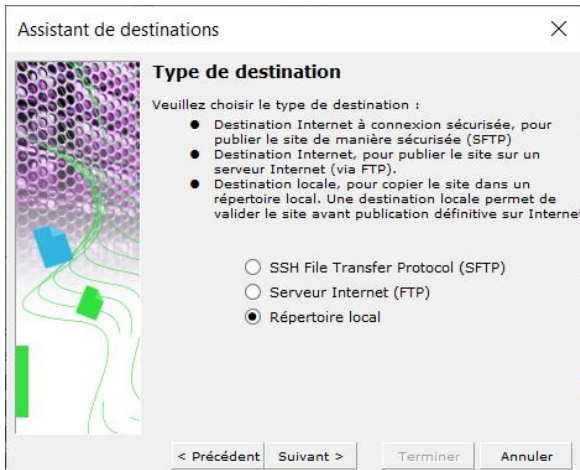 Assistant de destinations
Type de destination
Veuillez choisir le type de destination :
● Destination Internet à connexion sécurisée, pour
publier le site de manière sécurisée (SFTP)
● Destination Internet, pour publier le site sur un
serveur Internet (via FTP).
● Destination locale, pour copier le site dans un
répertoire local. Une destination locale permet de
valider le site avant publication définitive sur Internet
SSH File Transfer Protocol (SFTP)
Serveur Internet (FTP)
Répertoire local
< Précédent Suivant > Terminer Annuler